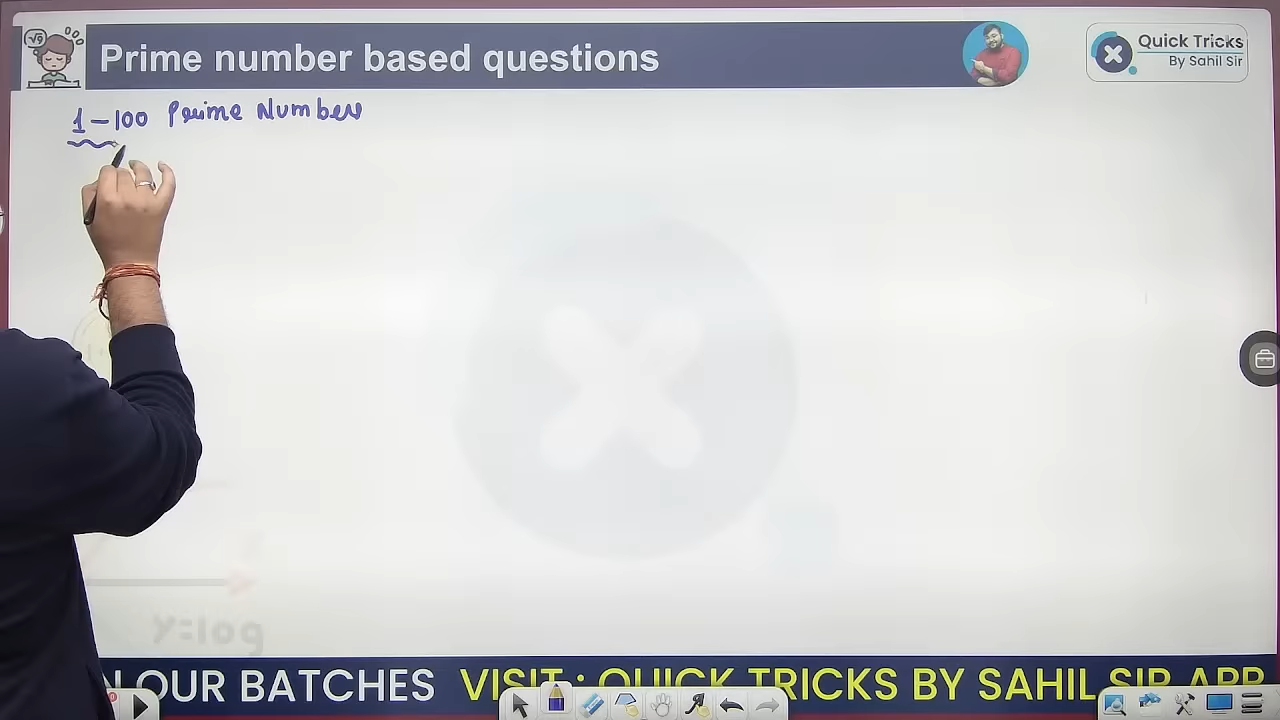 Prime number based questions
Quick Tricks
By Sahil Sir
1-100 Prime Number
N OUR BATCHES VISIT : QUICK TRICKS BY SAHIL SIR APP
y=log